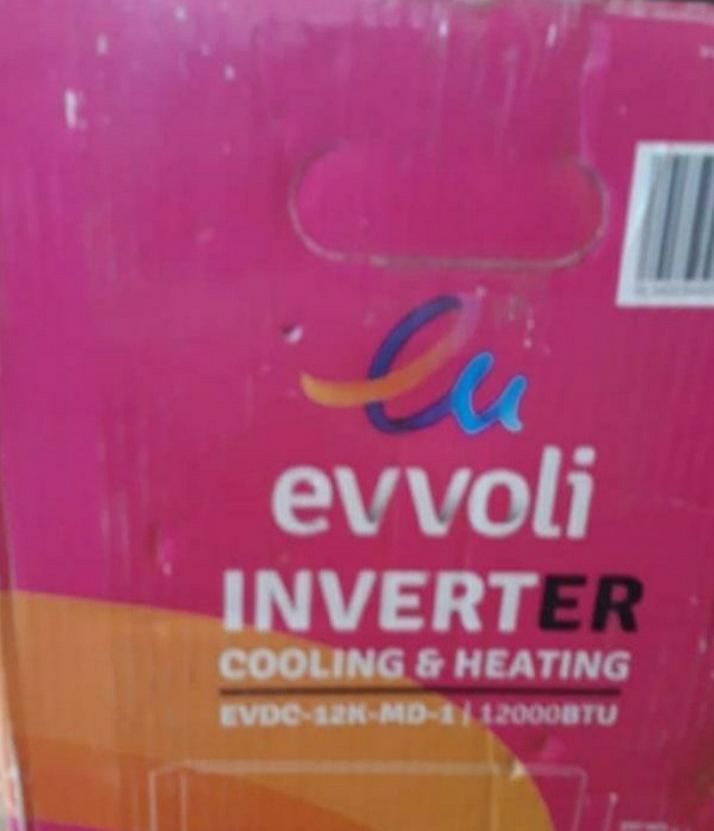 evvoli
INVERTER
COOLING & HEATING
EVDC-12K-MD-1 | 12000BTU